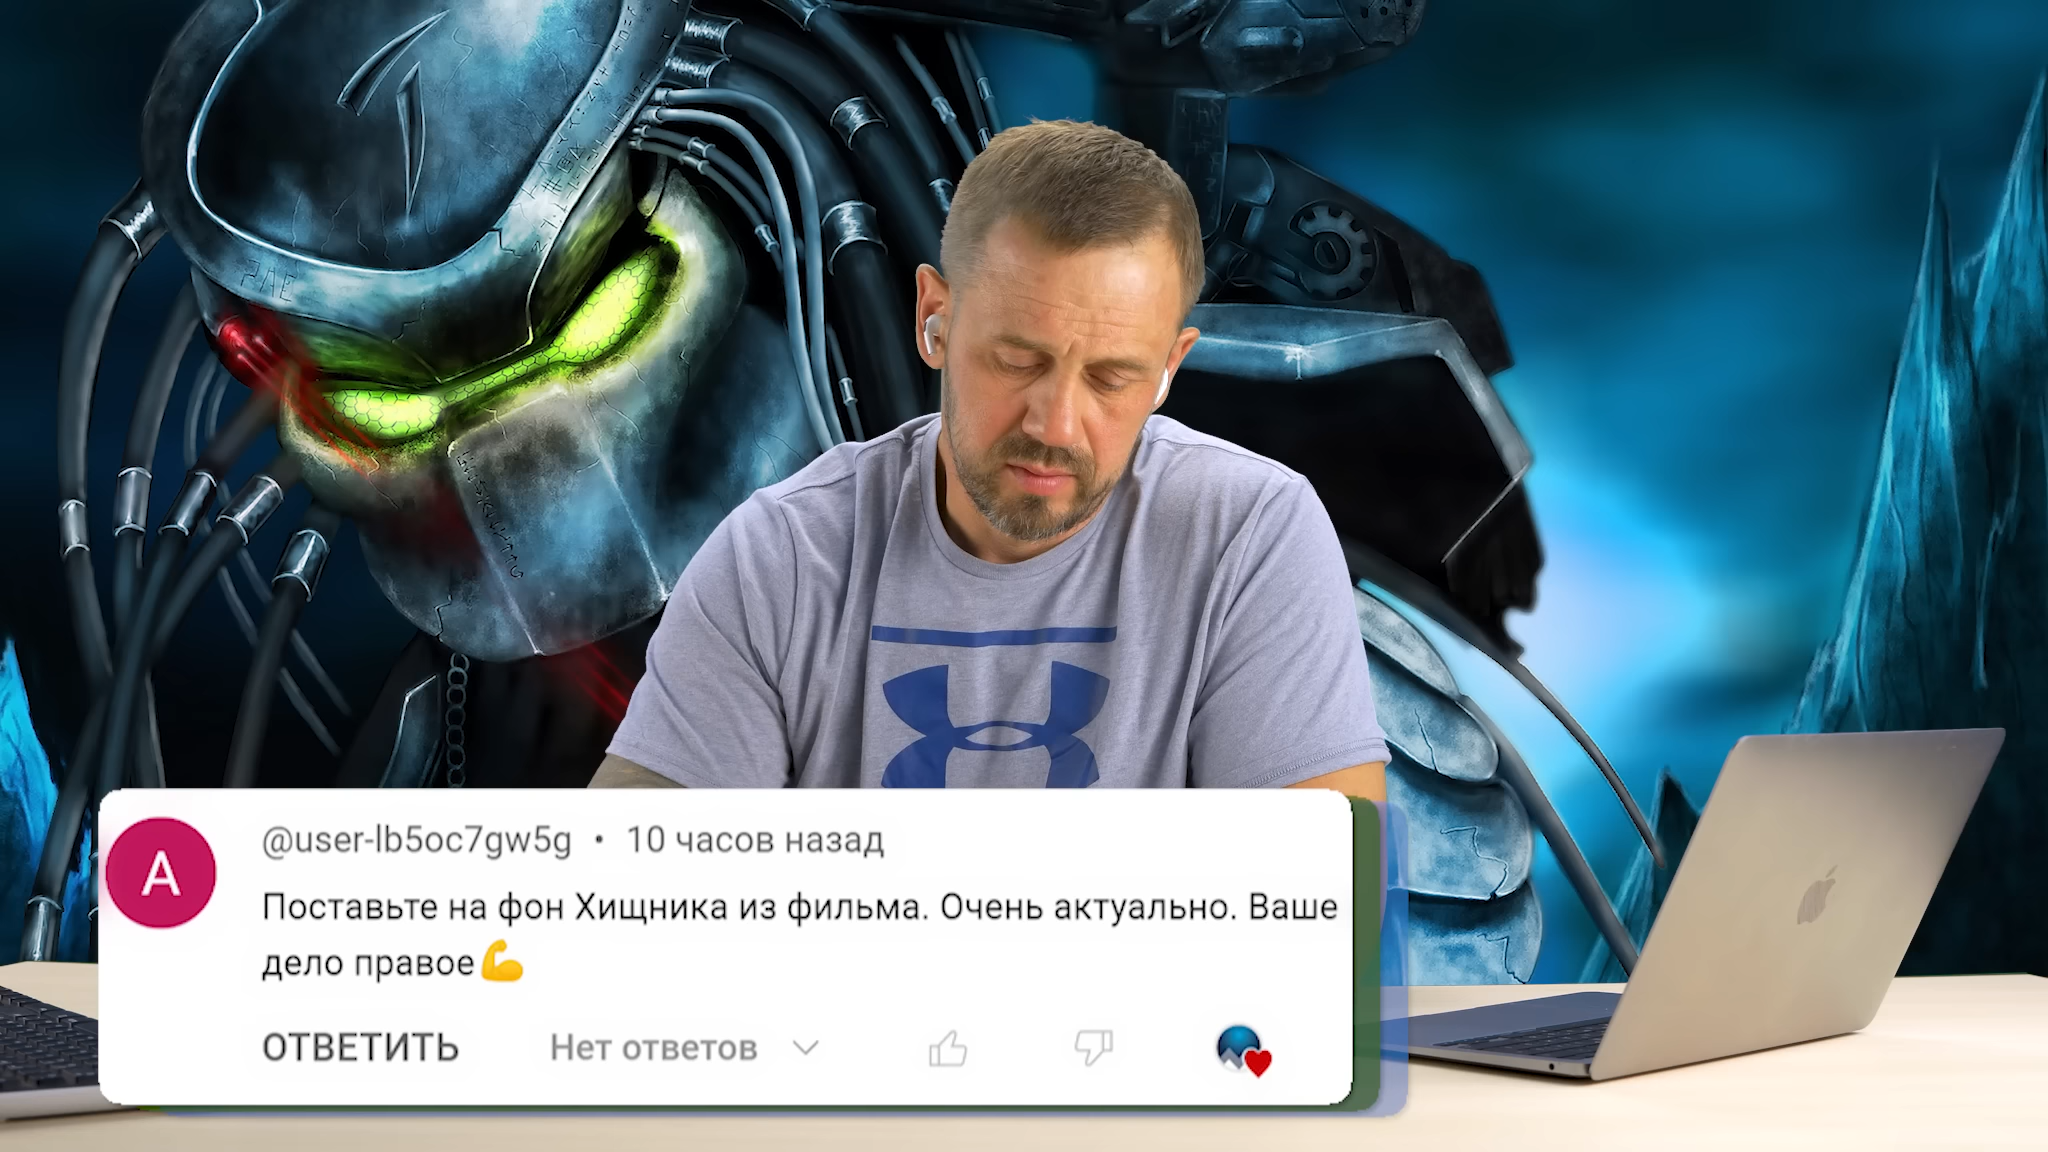 @user-lb5oc7gw5g • 10 часов назад
Поставьте на фон Хищника из фильма. Очень актуально. Ваше
дело правое💪
ОТВЕТИТЬ Нет ответов
A